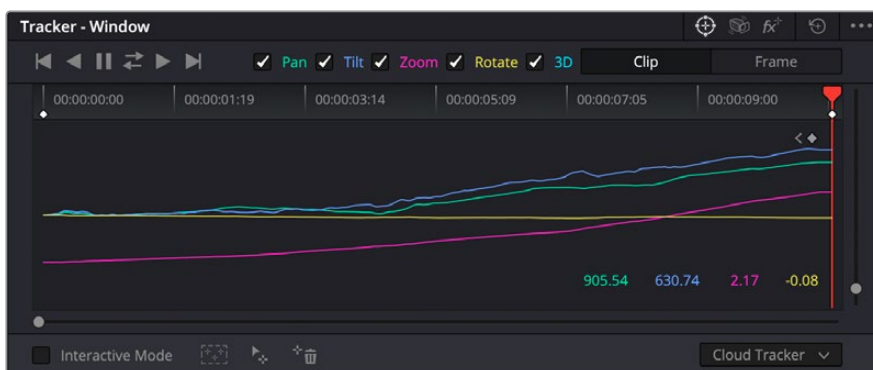 Tracker - Window
Pan Tilt Zoom Rotate 3D Clip Frame
00:00:00:00 00:00:01:19 00:00:03:14 00:00:05:09 00:00:07:05 00:00:09:00
905.54 630.74 2.17 -0.08
Interactive Mode Cloud Tracker